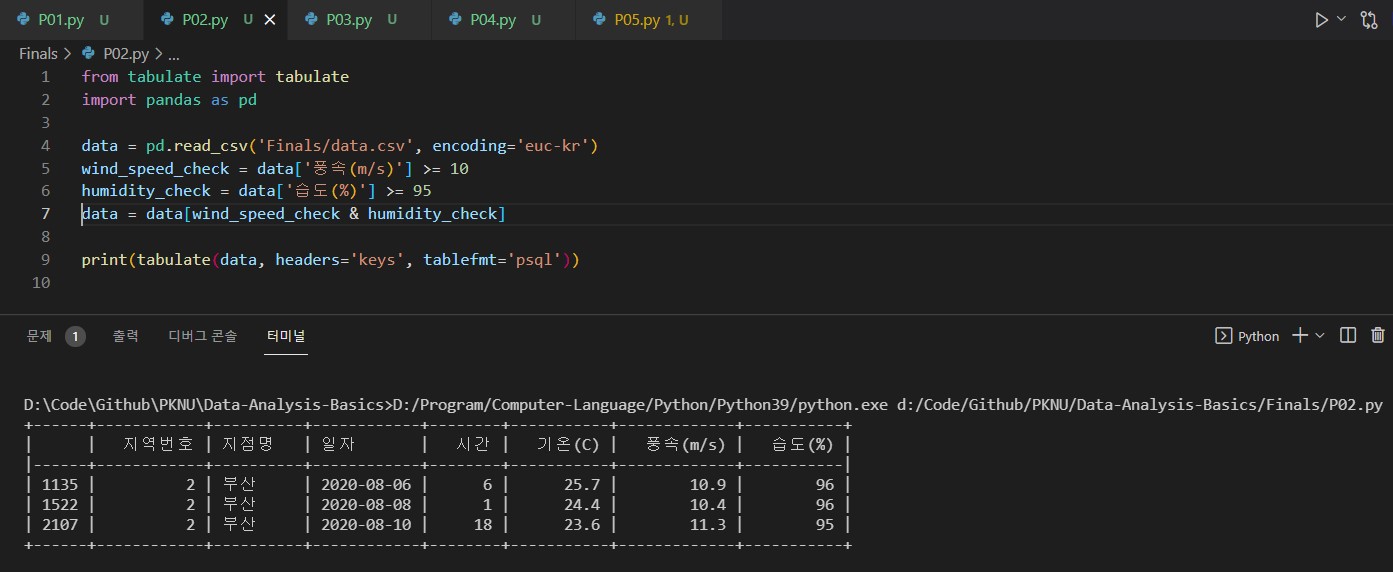 P01.py U P02.py U P03.py U P04.py U P05.py 1, U
Finals > P02.py > ...
1 from tabulate import tabulate
2 import pandas as pd
3
4 data = pd.read_csv('Finals/data.csv', encoding='euc-kr')
5 wind_speed_check = data['풍속(m/s)'] >= 10
6 humidity_check = data['습도(%)'] >= 95
7 data = data[wind_speed_check & humidity_check]
8
9 print(tabulate(data, headers='keys', tablefmt='psql'))
10
문제 1 출력 디버그 콘솔 터미널 Python
D:\Code\Github\PKNU\Data-Analysis-Basics>D:/Program/Computer-Language/Python/Python39/python.exe d:/Code/Github/PKNU/Data-Analysis-Basics/Finals/P02.py
+------+------------+----------+------------+--------+-----------+-------------+-----------+
|      |   지역번호 | 지점명   | 일자       |   시간 |   기온(C) |   풍속(m/s) |   습도(%) |
|------+------------+----------+------------+--------+-----------+-------------+-----------|
| 1135 |          2 | 부산     | 2020-08-06 |      6 |      25.7 |        10.9 |        96 |
| 1522 |          2 | 부산     | 2020-08-08 |      1 |      24.4 |        10.4 |        96 |
| 2107 |          2 | 부산     | 2020-08-10 |     18 |      23.6 |        11.3 |        95 |
+------+------------+----------+------------+--------+-----------+-------------+-----------+